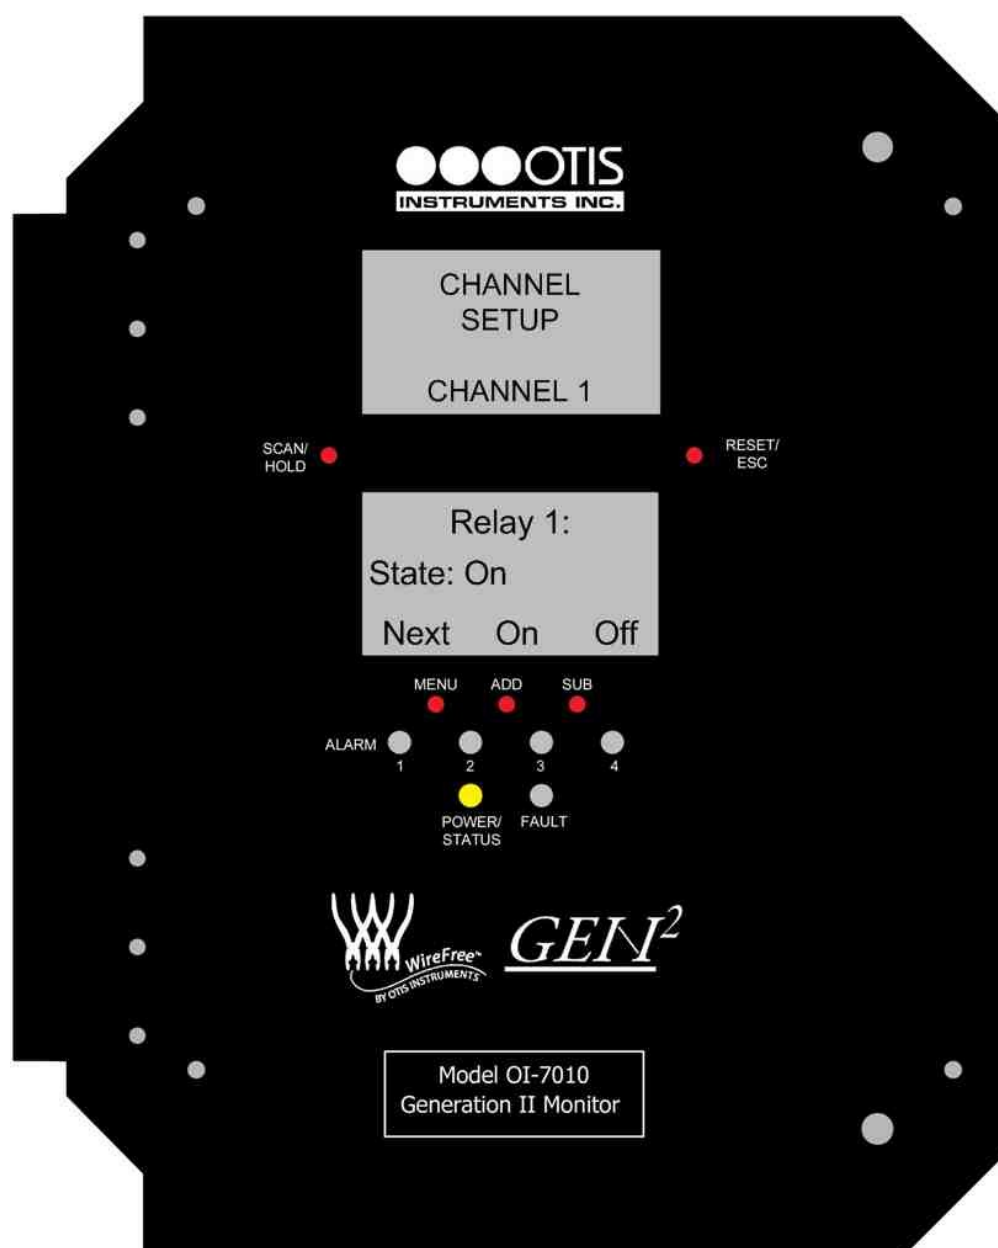 OTIS
INSTRUMENTS INC.
CHANNEL
SETUP
CHANNEL 1
SCAN/
HOLD
RESET/
ESC
Relay 1:
State: On
Next On Off
MENU ADD SUB
ALARM
1 2 3 4
POWER/
STATUS
FAULT
WireFree™
BY OTIS INSTRUMENTS
GEN²
Model OI-7010
Generation II Monitor